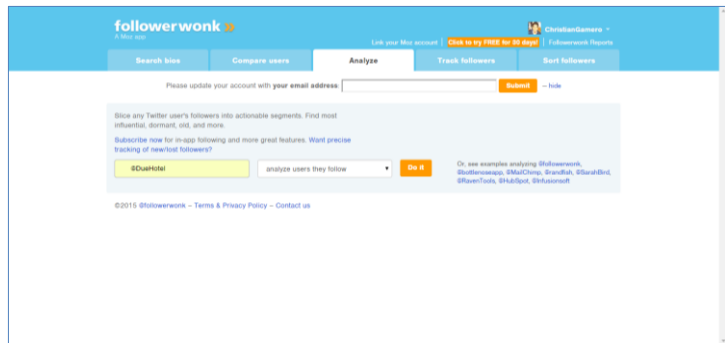 followerwonk »
A Moz app
ChristianGamero
Link your Moz account | Click to try FREE for 30 days! | Followerwonk Reports
Search bios Compare users Analyze Track followers Sort followers
Please update your account with your email address: Submit – hide
Slice any Twitter user's followers into actionable segments. Find most
influential, dormant, old, and more.
Subscribe now for in-app following and more great features. Want precise
tracking of new/lost followers?
@DueHotel analyze users they follow Do it
Or, see examples analyzing @followerwonk,
@bottlenoseapp, @MailChimp, @randfish, @SarahBird,
@RavenTools, @HubSpot, @Infusionsoft
©2015 @followerwonk – Terms & Privacy Policy – Contact us